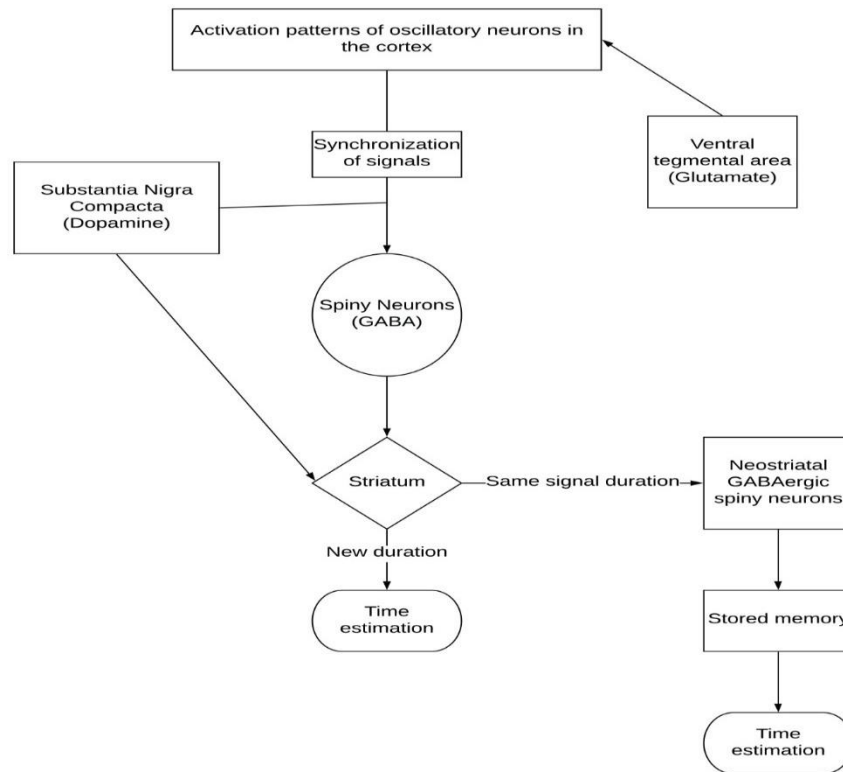 Activation patterns of oscillatory neurons in
the cortex
Synchronization
of signals
Ventral
tegmental area
(Glutamate)
Substantia Nigra
Compacta
(Dopamine)
Spiny Neurons
(GABA)
Striatum
Same signal duration
Neostriatal
GABAergic
spiny neurons
New duration
Time
estimation
Stored memory
Time
estimation